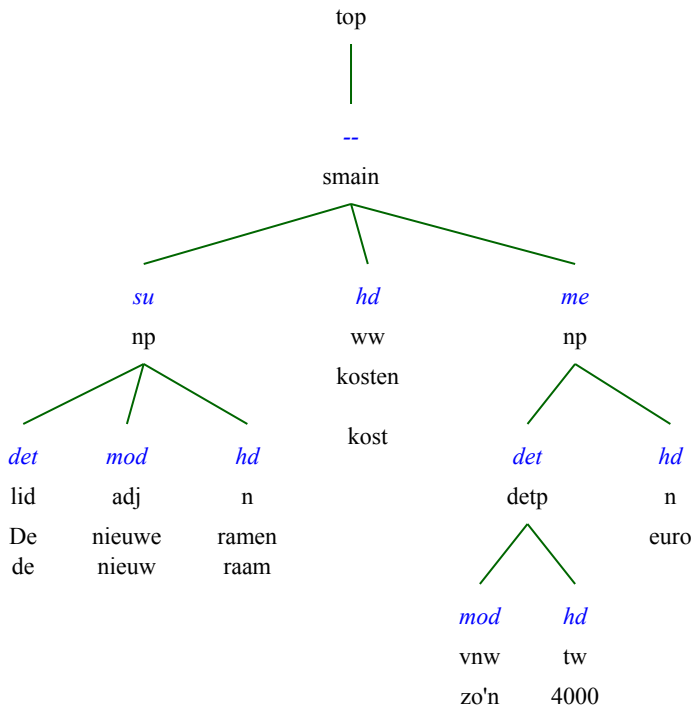 top
--
smain
su hd me
np ww np
kosten
kost
det mod hd det hd
lid adj n detp n
De nieuwe ramen euro
de nieuw raam
mod hd
vnw tw
zo'n 4000